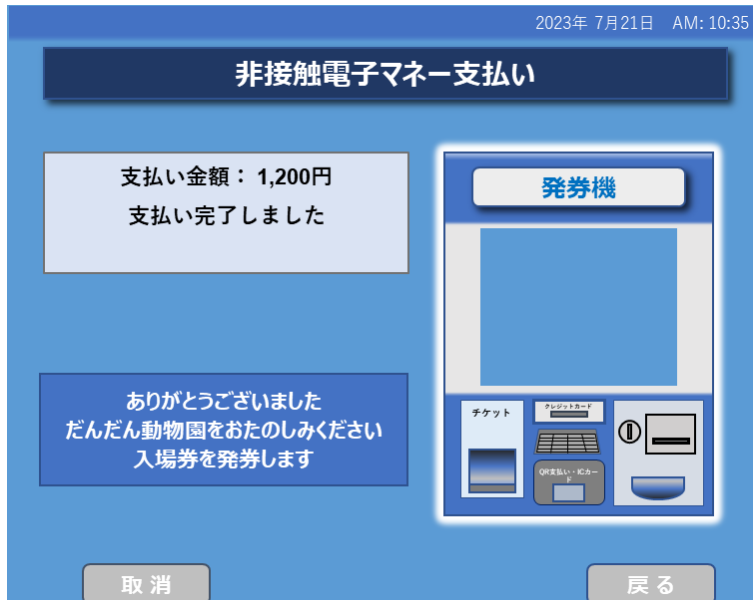 2023年 7月21日 AM: 10:35
非接触電子マネー支払い
支払い金額： 1,200円
支払い完了しました
発券機
ありがとうございました
だんだん動物園をおたのしみください
入場券を発券します
チケット
クレジットカード
QR支払い・ICカー
ド
取 消
戻 る